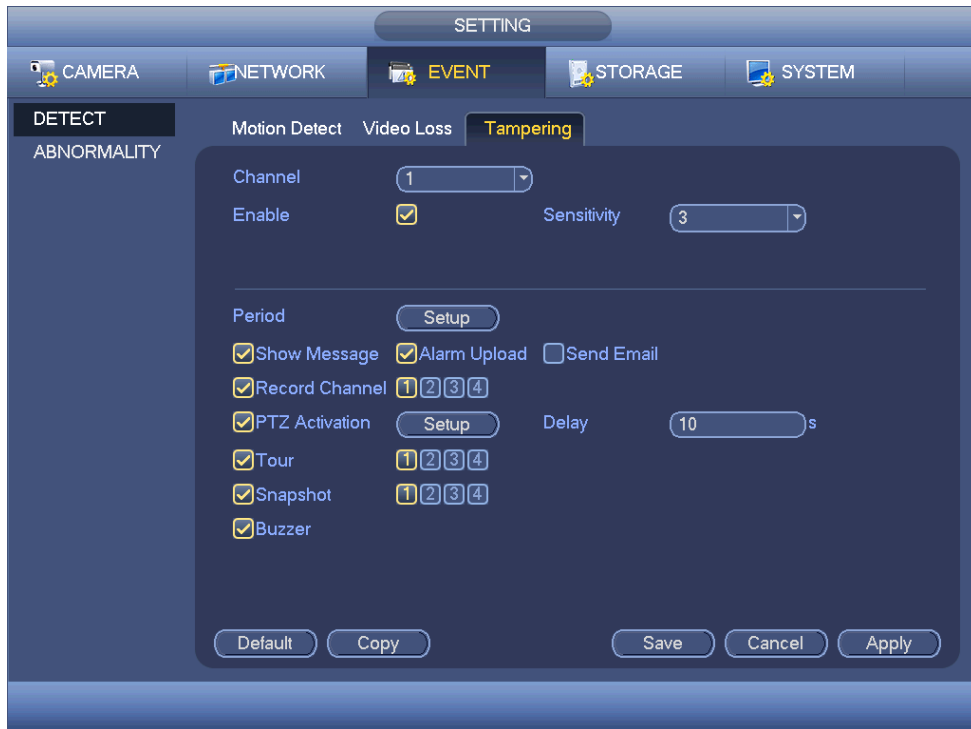 SETTING
CAMERA NETWORK EVENT STORAGE SYSTEM
DETECT
ABNORMALITY
Motion Detect Video Loss Tampering
Channel 1
Enable Sensitivity 3
Period Setup
Show Message Alarm Upload Send Email
Record Channel 1 2 3 4
PTZ Activation Setup Delay 10 s
Tour 1 2 3 4
Snapshot 1 2 3 4
Buzzer
Default Copy Save Cancel Apply